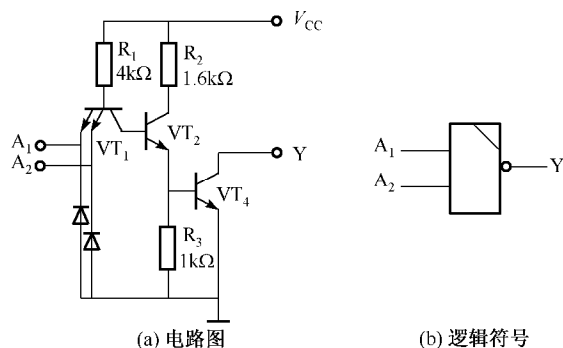 V_CC
R₁
4kΩ
R₂
1.6kΩ
A₁
A₂
VT₁
VT₂
Y
VT₄
R₃
1kΩ
(a) 电路图
A₁
A₂
Y
(b) 逻辑符号